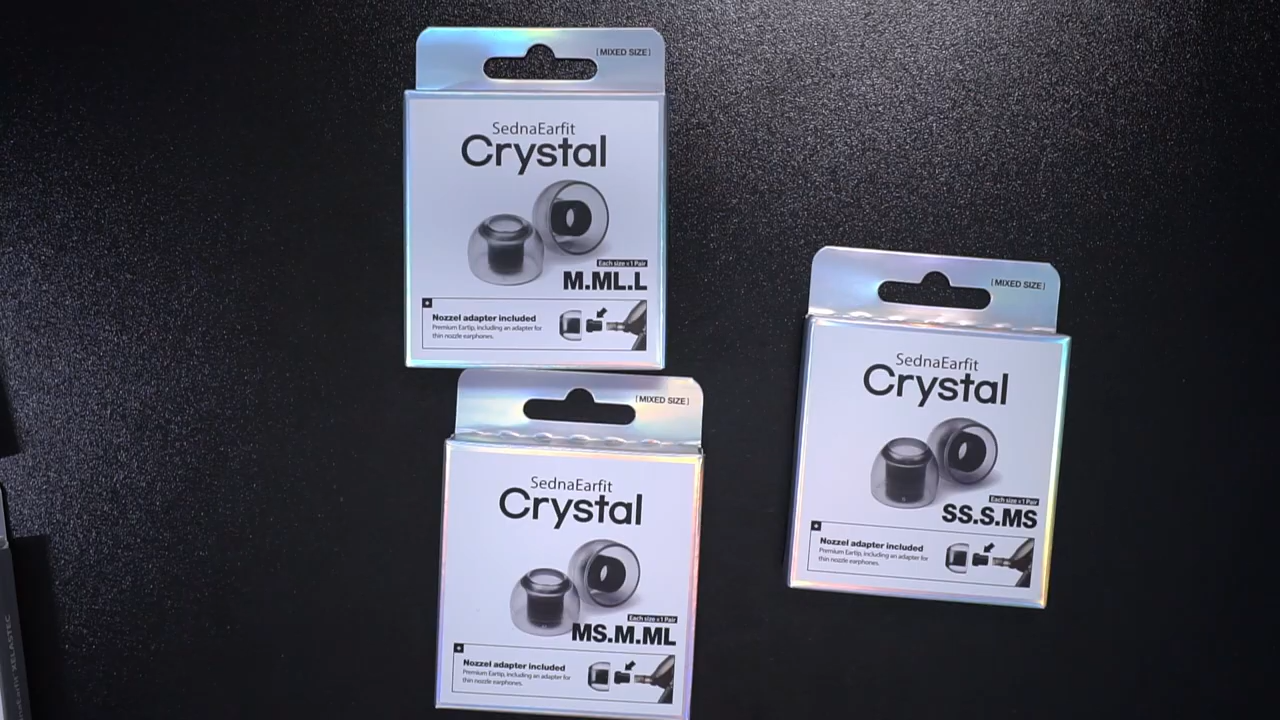 [MIXED SIZE]
SednaEarfit
Crystal
Each size x 1 Pair
M.ML.L
Nozzel adapter included
Premium Eartip, including an adapter for
thin nozzle earphones.
[MIXED SIZE]
SednaEarfit
Crystal
Each size x 1 Pair
MS.M.ML
Nozzel adapter included
Premium Eartip, including an adapter for
thin nozzle earphones.
[MIXED SIZE]
SednaEarfit
Crystal
Each size x 1 Pair
SS.S.MS
Nozzel adapter included
Premium Eartip, including an adapter for
thin nozzle earphones.
XELASTEC